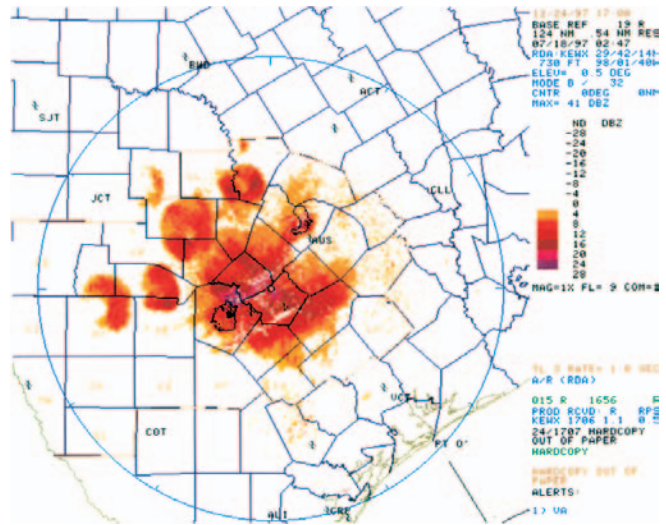 12/24/97 17:08
BASE REF 19 R
124 NM .54 NM RES
07/18/97 02:47
RDA:KEWX 29/42/14N
730 FT 98/01/40W
ELEV= 0.5 DEG
MODE B / 32
CNTR 0DEG 0NM
MAX= 41 DBZ
ND DBZ
-28
-24
-20
-16
-12
-8
-4
0
4
8
12
16
20
24
28
MAG=1X FL= 9 COM=2
BWD
ACT
SJT
JCT
CLL
AUS
COT
VCT
PT O'
ALI
CRP
A/R (RDA)
015 R 1656 R
PROD RCVD: R RPS
KEWX 1706 1.1
24/1707 HARDCOPY
OUT OF PAPER
HARDCOPY
HARDCOPY OUT OF
PAPER
ALERTS:
1) VA